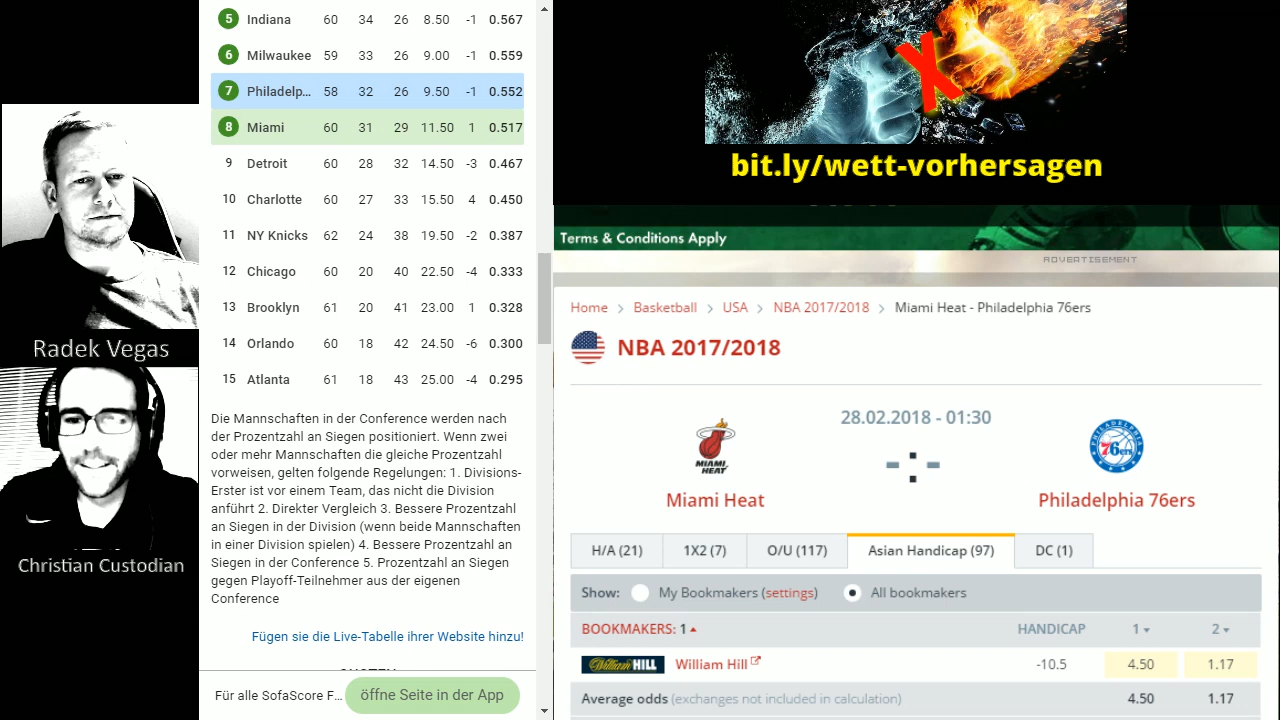 5 Indiana 60 34 26 8.50 -1 0.567
6 Milwaukee 59 33 26 9.00 -1 0.559
7 Philadelp... 58 32 26 9.50 -1 0.552
8 Miami 60 31 29 11.50 1 0.517
9 Detroit 60 28 32 14.50 -3 0.467
10 Charlotte 60 27 33 15.50 4 0.450
11 NY Knicks 62 24 38 19.50 -2 0.387
12 Chicago 60 20 40 22.50 -4 0.333
13 Brooklyn 61 20 41 23.00 1 0.328
14 Orlando 60 18 42 24.50 -6 0.300
15 Atlanta 61 18 43 25.00 -4 0.295
Die Mannschaften in der Conference werden nach
der Prozentzahl an Siegen positioniert. Wenn zwei
oder mehr Mannschaften die gleiche Prozentzahl
vorweisen, gelten folgende Regeln: 1. Divisions-
Erster ist vor einem Team, das nicht die Division
anführt 2. Direkter Vergleich 3. Bessere Prozentzahl
an Siegen in der Division (wenn beide Mannschaften
in einer Division spielen) 4. Bessere Prozentzahl an
Siegen in der Conference 5. Prozentzahl an Siegen
gegen Playoff-Teilnehmer aus der eigenen
Conference
Fügen sie die Live-Tabelle ihrer Website hinzu!
Für alle SofaScore F... öffne Seite in der App
Radek Vegas
Christian Custodian
X
bit.ly/wett-vorhersagen
Terms & Conditions Apply
ADVERTISEMENT
Home > Basketball > USA > NBA 2017/2018 > Miami Heat - Philadelphia 76ers
NBA 2017/2018
28.02.2018 - 01:30
MIAMI HEAT
PHILADELPHIA 76ers
- : -
Miami Heat
Philadelphia 76ers
H/A (21) 1X2 (7) O/U (117) Asian Handicap (97) DC (1)
Show: My Bookmakers (settings) All bookmakers
BOOKMAKERS: 1 HANDICAP 1 2
William HILL William Hill -10.5 4.50 1.17
Average odds (exchanges not included in calculation) 4.50 1.17